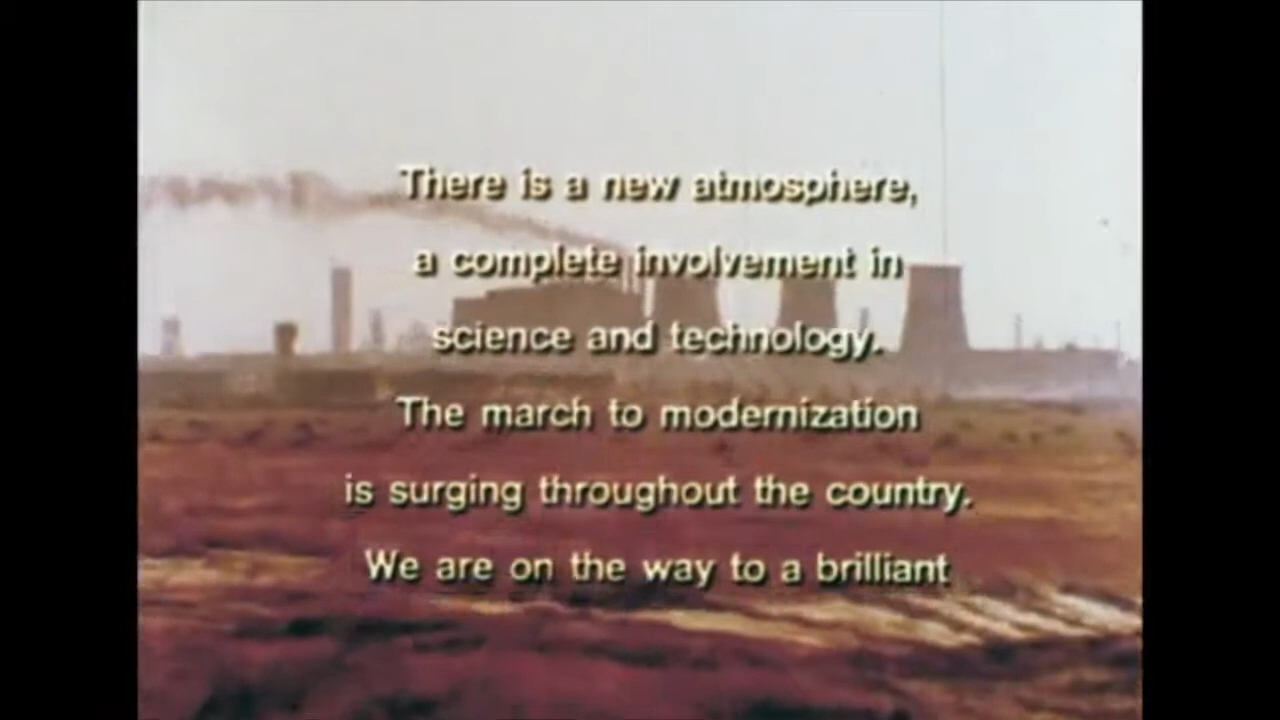 There is a new atmosphere,
a complete involvement in
science and technology.
The march to modernization
is surging throughout the country.
We are on the way to a brilliant